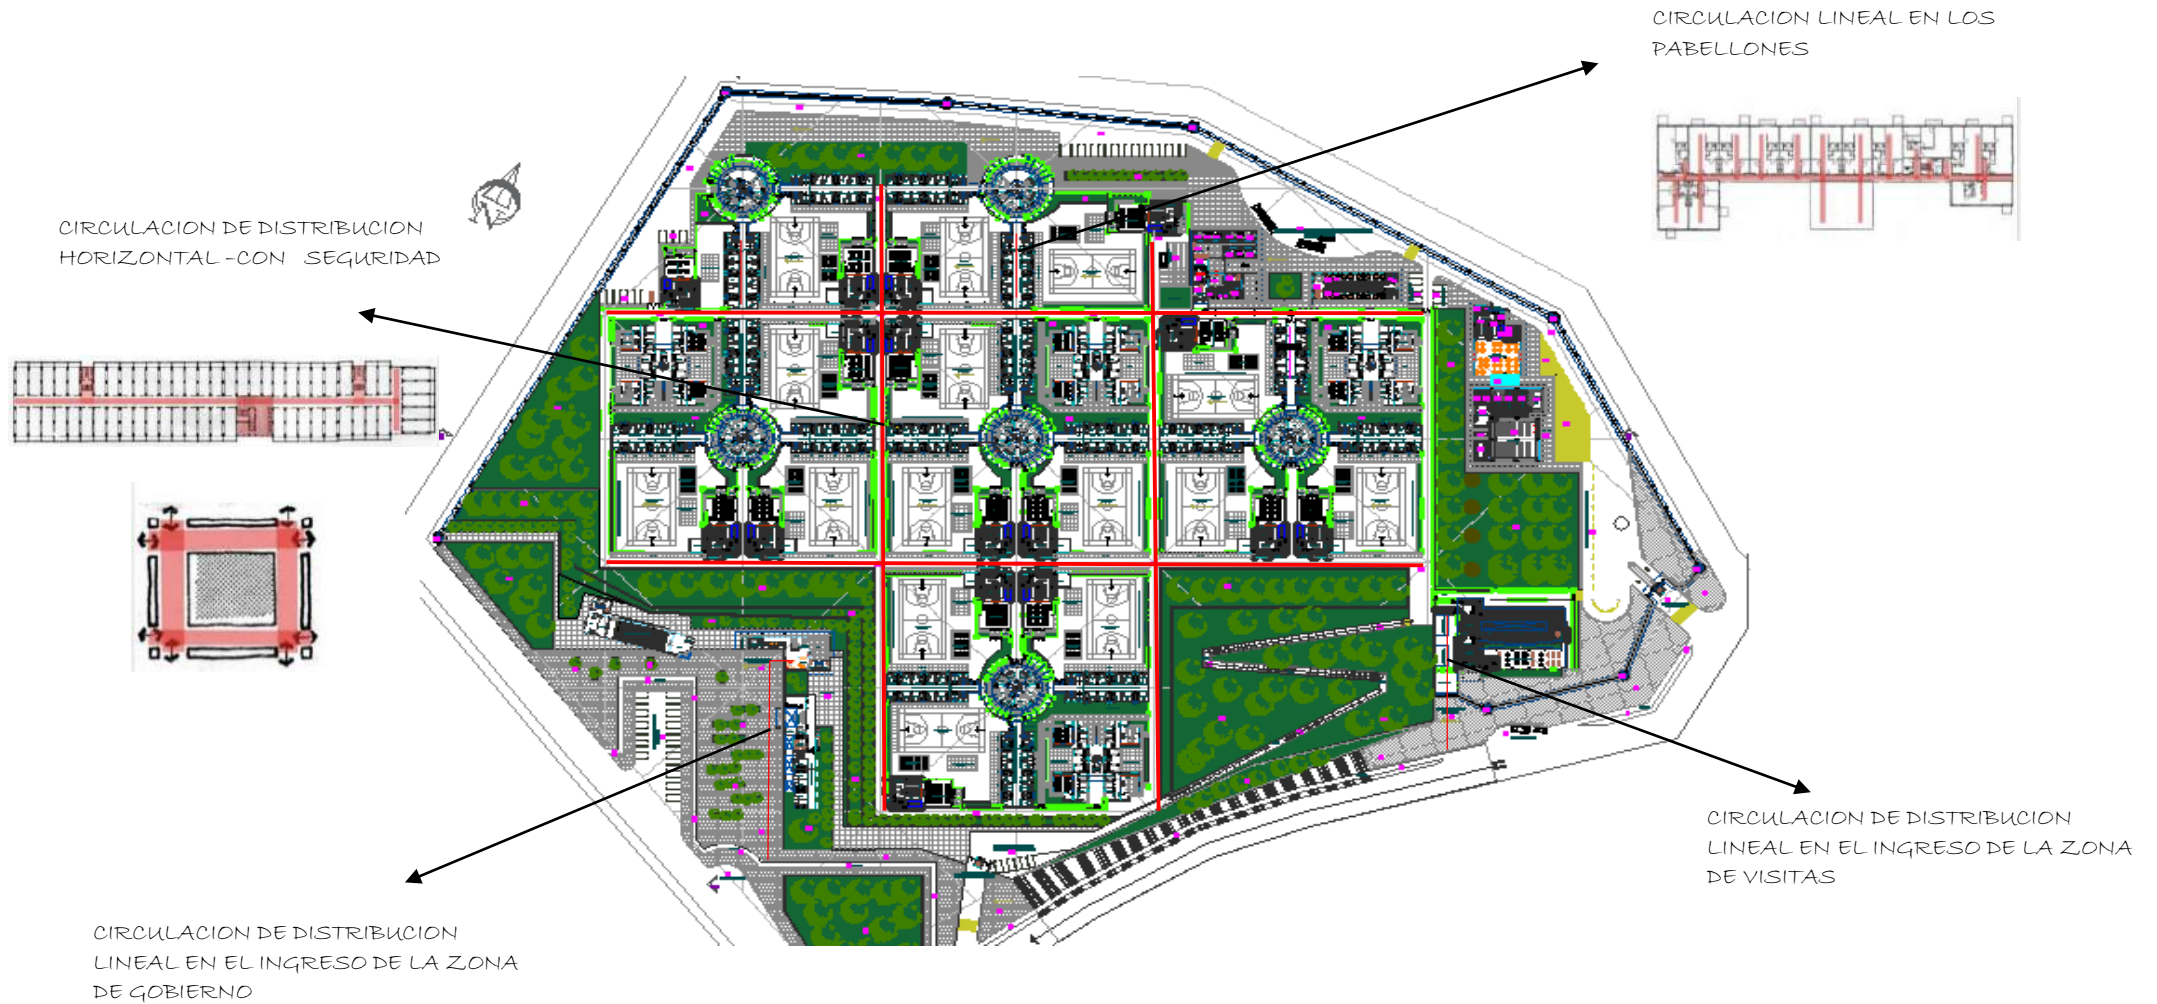 CIRCULACION LINEAL EN LOS
PABELLONES
CIRCULACION DE DISTRIBUCION
HORIZONTAL -CON SEGURIDAD
CIRCULACION DE DISTRIBUCION
LINEAL EN EL INGRESO DE LA ZONA
DE VISITAS
CIRCULACION DE DISTRIBUCION
LINEAL EN EL INGRESO DE LA ZONA
DE GOBIERNO